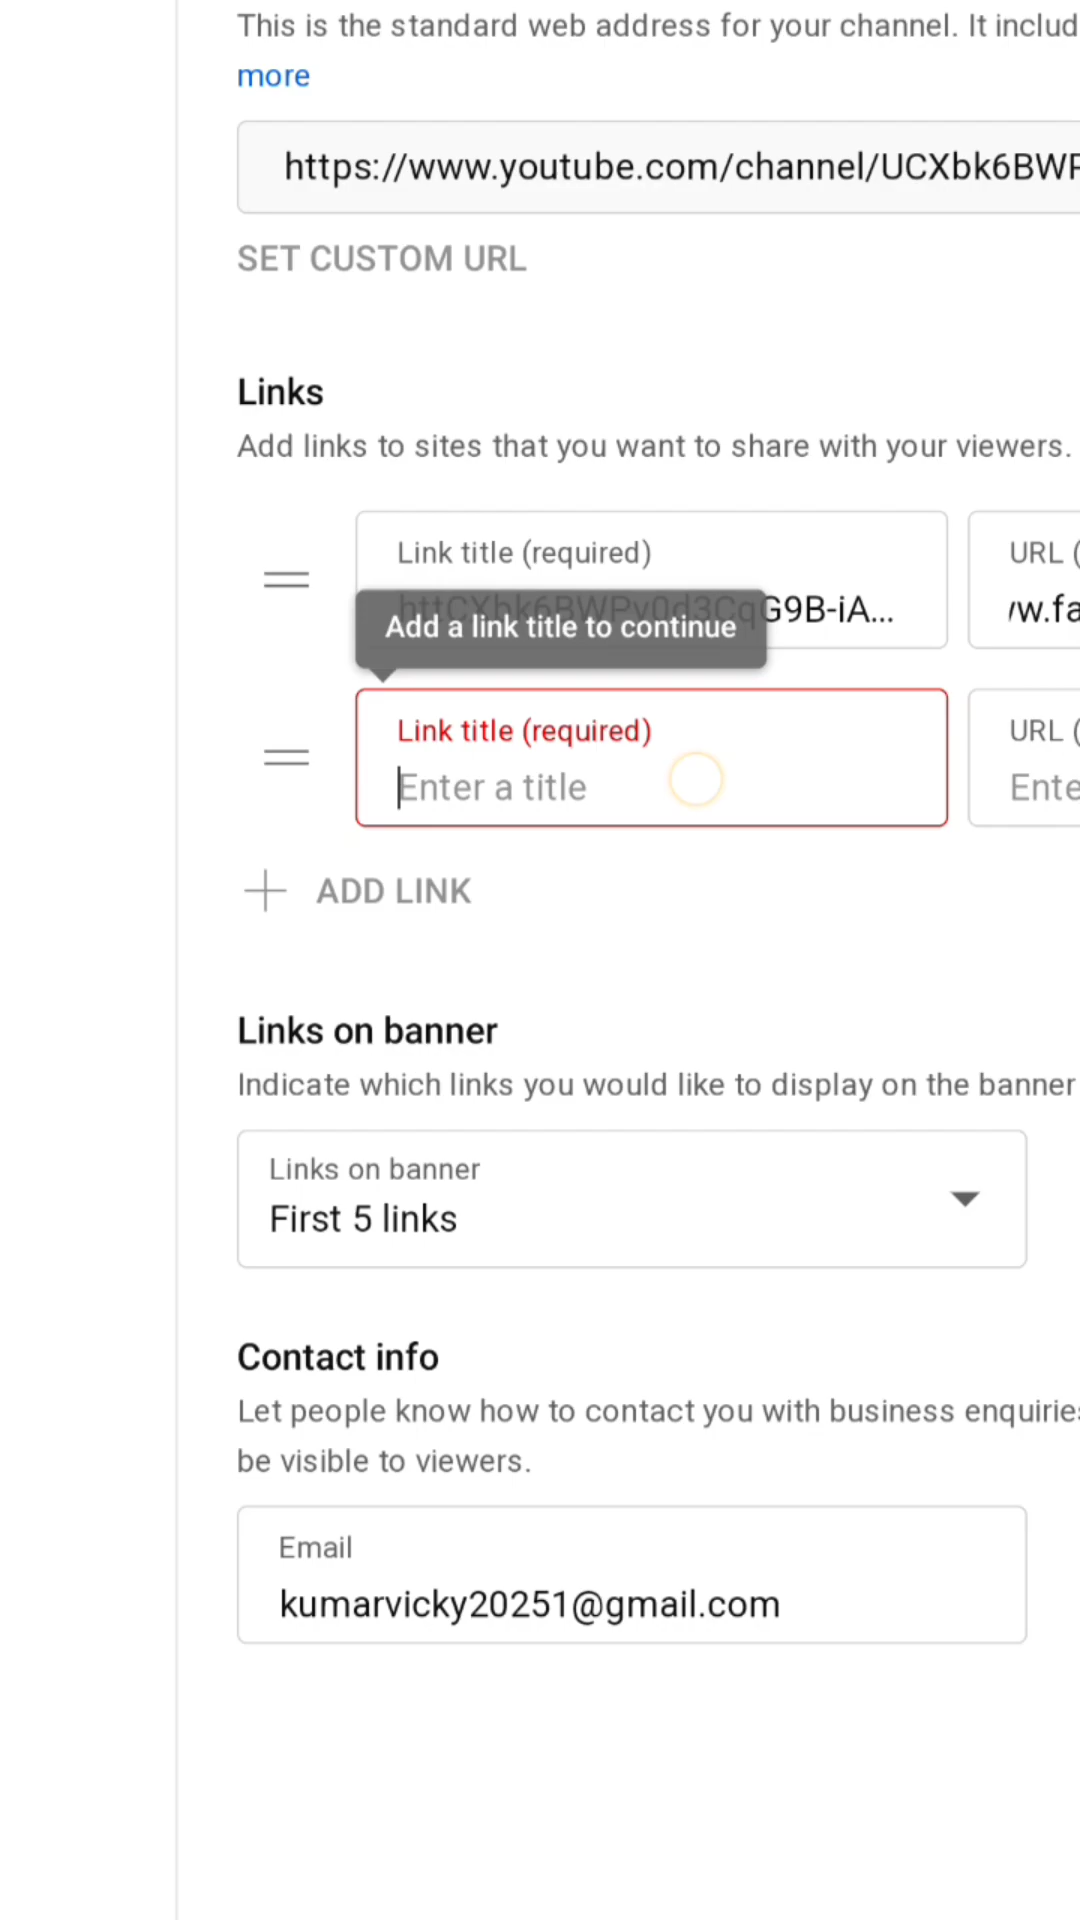 This is the standard web address for your channel. It includ
more
https://www.youtube.com/channel/UCXbk6BWP
SET CUSTOM URL
Links
Add links to sites that you want to share with your viewers.
Link title (required)
URL (
G9B-iA...
/w.fa
Add a link title to continue
Link title (required)
URL (
Enter a title
Ente
ADD LINK
Links on banner
Indicate which links you would like to display on the banner
Links on banner
First 5 links
Contact info
Let people know how to contact you with business enquiries
be visible to viewers.
Email
kumarvicky20251@gmail.com